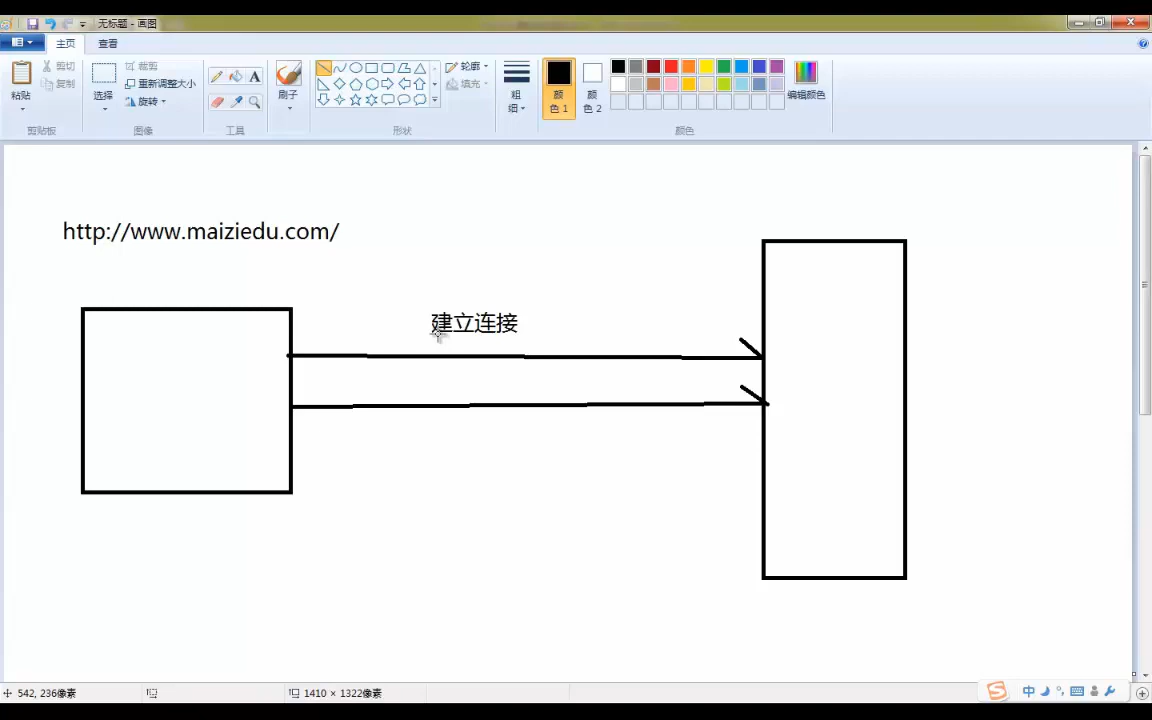 无标题 - 画图
主页
查看
粘贴
剪切
复制
剪贴板
选择
裁剪
重新调整大小
旋转
图像
A
工具
刷子
轮廓
填充
形状
粗细
颜色 1
颜色 2
颜色
编辑颜色
http://www.maiziedu.com/
建立连接
542, 236像素
1410 × 1322像素
S
中